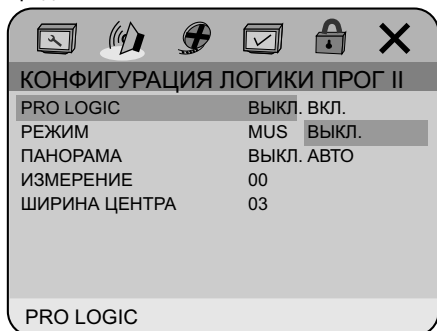 КОНФИГУРАЦИЯ ЛОГИКИ ПРОГ II
PRO LOGIC ВЫКЛ. ВКЛ.
РЕЖИМ MUS ВЫКЛ.
ПАНОРАМА ВЫКЛ. АВТО
ИЗМЕРЕНИЕ 00
ШИРИНА ЦЕНТРА 03
PRO LOGIC